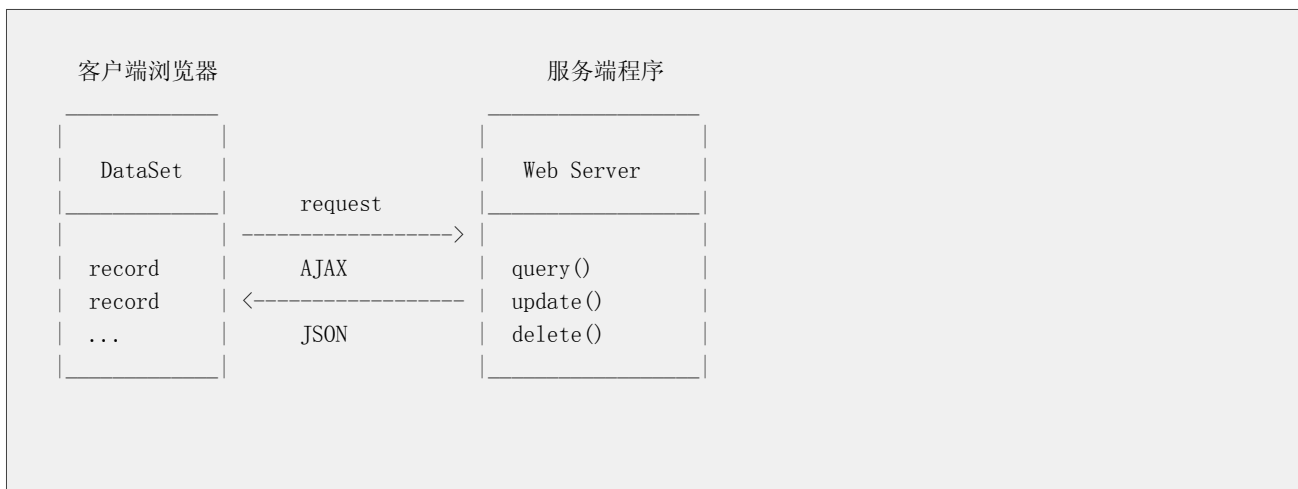 客户端浏览器 服务端程序
DataSet Web Server
request
------------------>
record AJAX query()
record <------------------ update()
... JSON delete()